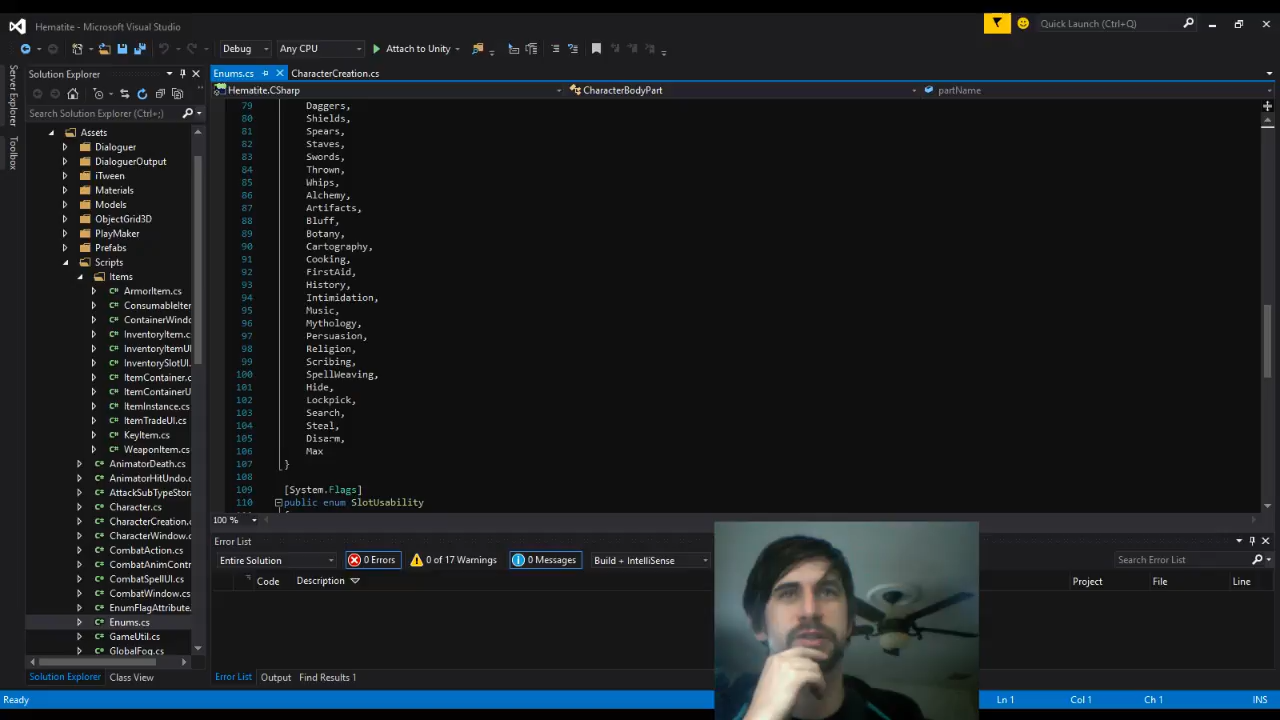 Hematite - Microsoft Visual Studio
Quick Launch (Ctrl+Q)
Debug
Any CPU
Attach to Unity
Server Explorer
Toolbox
Solution Explorer
Search Solution Explorer (Ctrl+;)
Assets
Dialoguer
DialoguerOutput
iTween
Materials
Models
ObjectGrid3D
PlayMaker
Prefabs
Scripts
Items
ArmorItem.cs
ConsumableIter
ContainerWindo
InventoryItem.c
InventoryItemUI
InventorySlotUI.
ItemContainer.c
ItemContainerU
ItemInstance.cs
ItemTradeUI.cs
KeyItem.cs
WeaponItem.cs
AnimatorDeath.cs
AnimatorHitUndo.c
AttackSubTypeStor
Character.cs
CharacterCreation.c
CharacterWindow.c
CombatAction.cs
CombatAnimContr
CombatSpellUI.cs
CombatWindow.cs
EnumFlagAttribute
Enums.cs
GameUtil.cs
GlobalFog.cs
Solution Explorer
Class View
Enums.cs
CharacterCreation.cs
Hematite.CSharp
CharacterBodyPart
partName
79 Daggers,
80 Shields,
81 Spears,
82 Staves,
83 Swords,
84 Thrown,
85 Whips,
86 Alchemy,
87 Artifacts,
88 Bluff,
89 Botany,
90 Cartography,
91 Cooking,
92 FirstAid,
93 History,
94 Intimidation,
95 Music,
96 Mythology,
97 Persuasion,
98 Religion,
99 Scribing,
100 SpellWeaving,
101 Hide,
102 Lockpick,
103 Search,
104 Steal,
105 Disarm,
106 Max
107 }
108
109 [System.Flags]
110 public enum SlotUsability
100 %
Error List
Entire Solution
0 Errors
0 of 17 Warnings
0 Messages
Build + IntelliSense
Search Error List
Code
Description
Project
File
Line
Error List
Output
Find Results 1
Ready
Ln 1
Col 1
Ch 1
INS